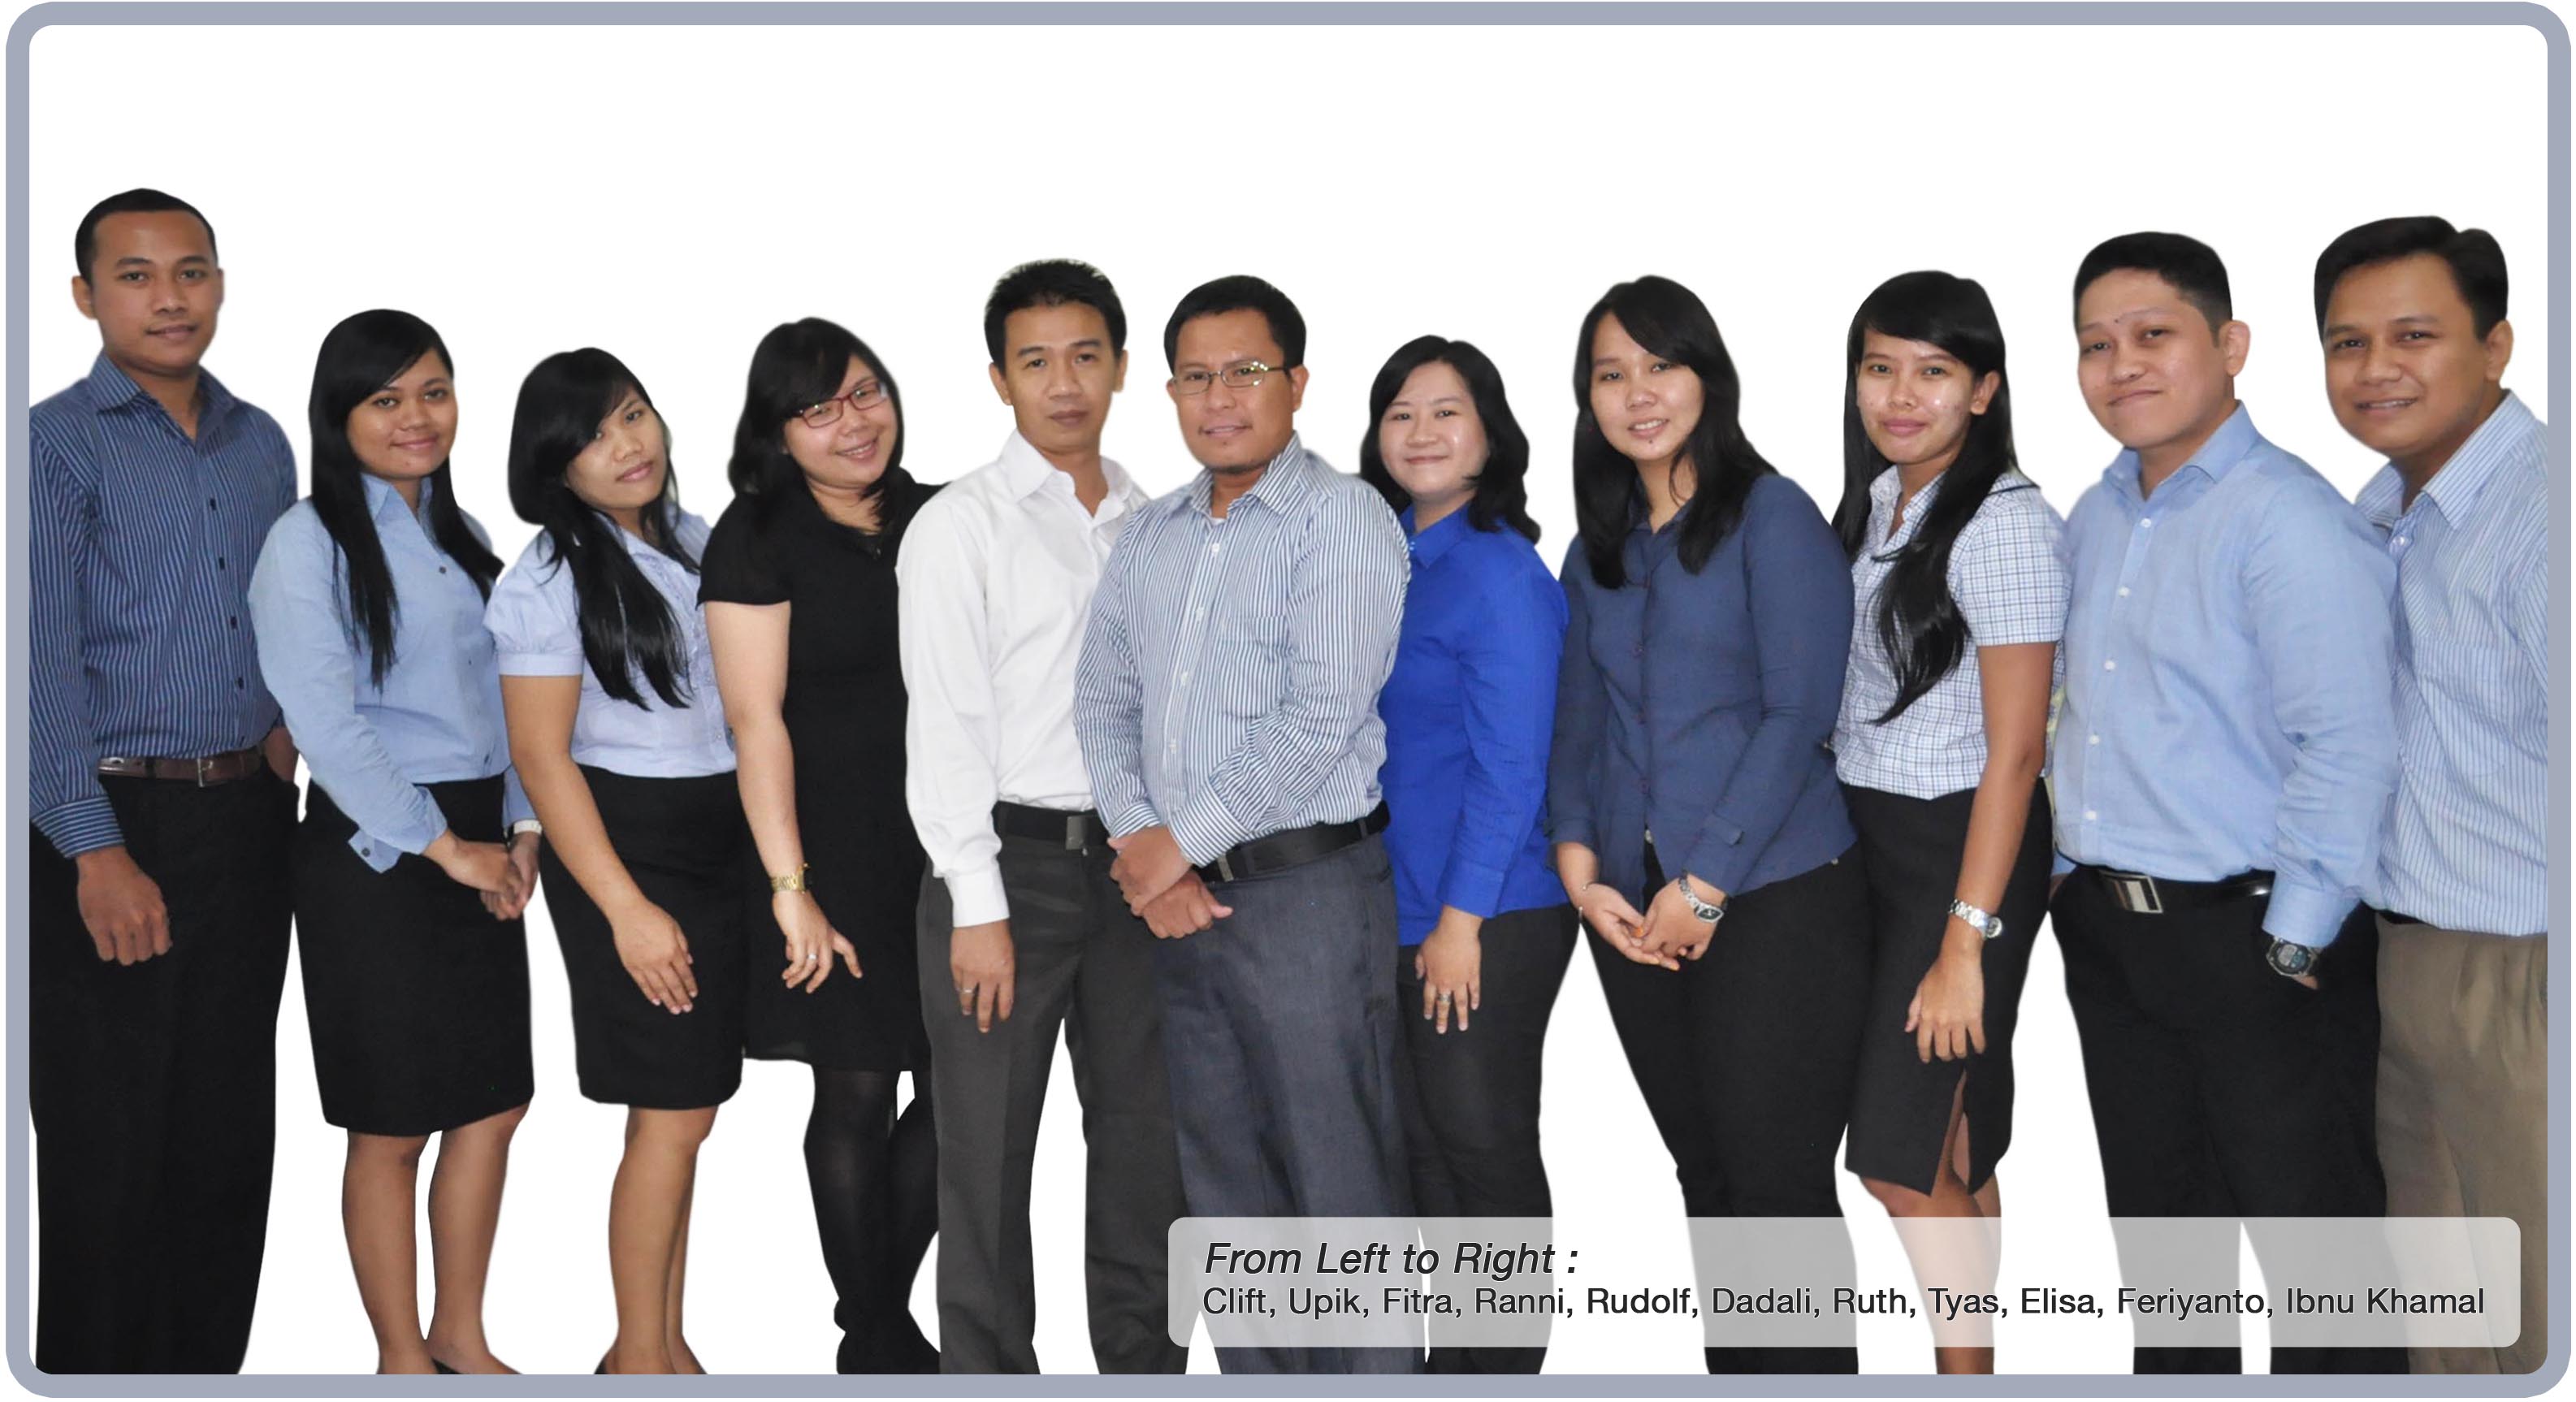 From Left to Right :
Clift, Upik, Fitra, Ranni, Rudolf, Dadali, Ruth, Tyas, Elisa, Feriyanto, Ibnu Khamal